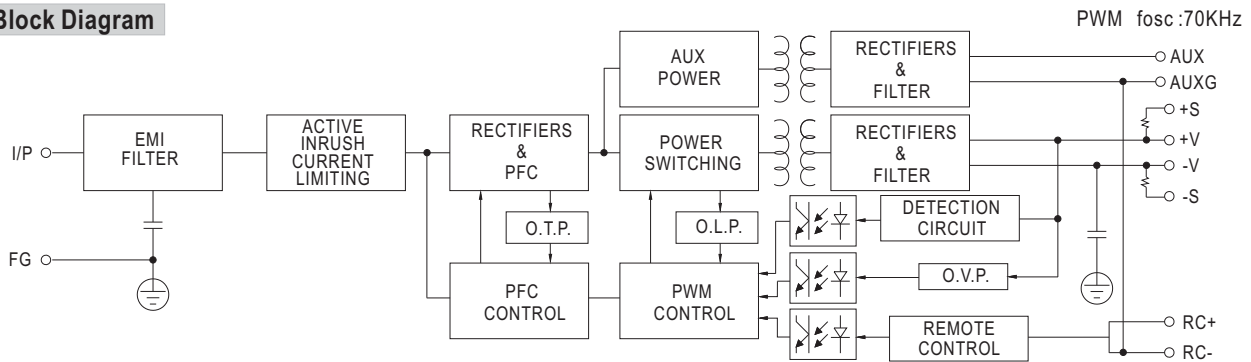 Block Diagram
PWM fosc :70KHz
AUX
POWER
RECTIFIERS
&
FILTER
AUX
AUXG
+S
I/P
EMI
FILTER
ACTIVE
INRUSH
CURRENT
LIMITING
RECTIFIERS
&
PFC
POWER
SWITCHING
RECTIFIERS
&
FILTER
+V
-V
-S
O.T.P.
O.L.P.
DETECTION
CIRCUIT
FG
PFC
CONTROL
PWM
CONTROL
O.V.P.
REMOTE
CONTROL
RC+
RC-